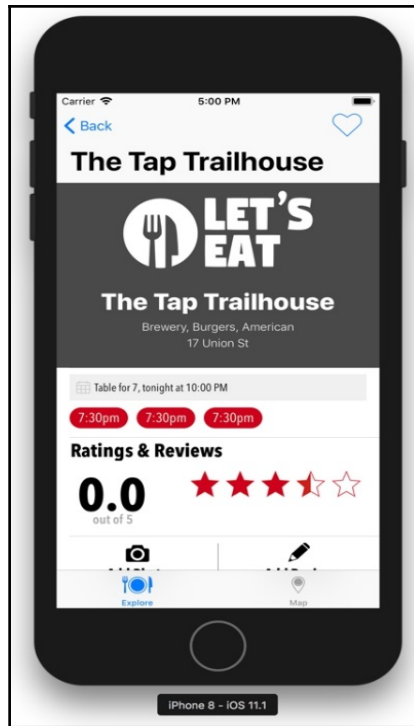 Carrier 5:00 PM
Back
The Tap Trailhouse
LET'S
EAT
The Tap Trailhouse
Brewery, Burgers, American
17 Union St
Table for 7, tonight at 10:00 PM
7:30pm 7:30pm 7:30pm
Ratings & Reviews
0.0
out of 5
Explore Map
iPhone 8 - iOS 11.1